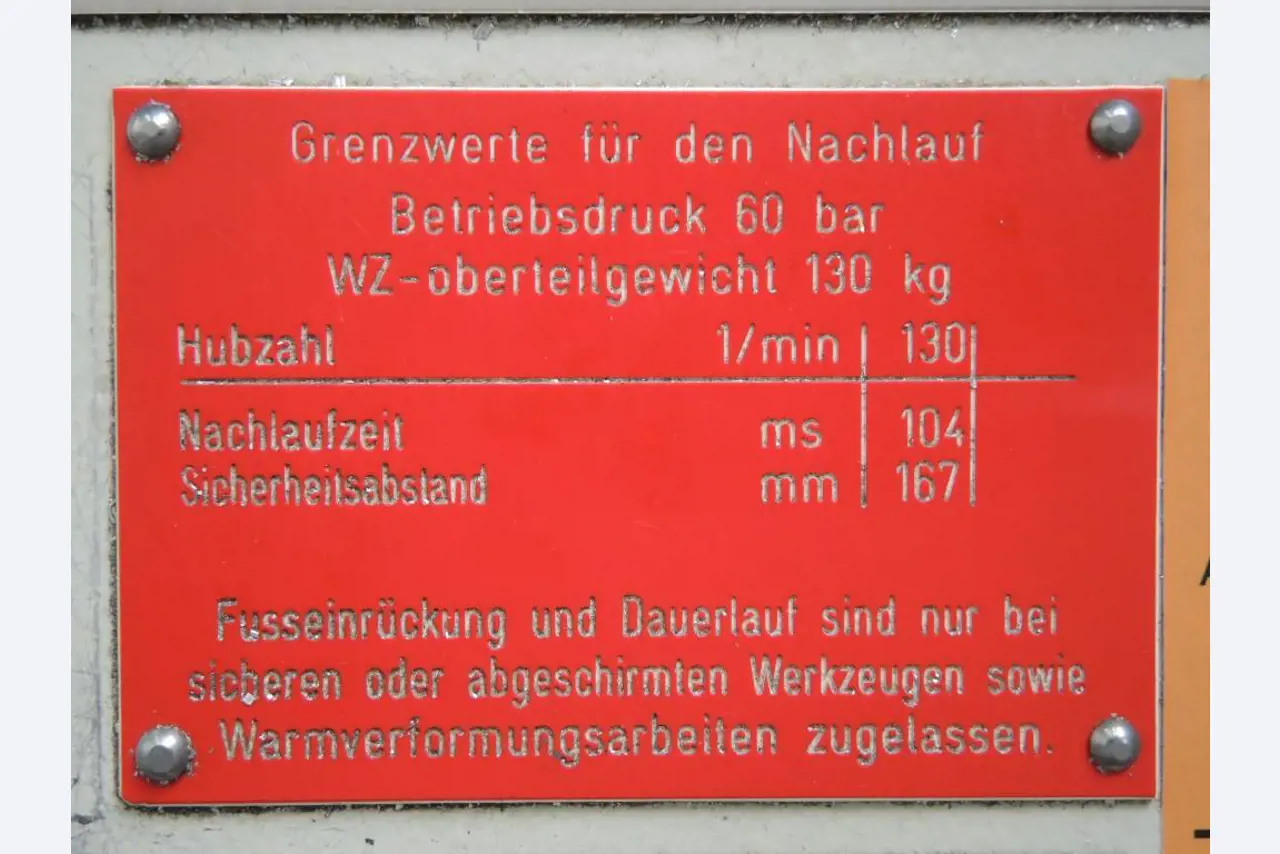 Grenzwerte für den Nachlauf
Betriebsdruck 60 bar
WZ-oberteilgewicht 130 kg
Hubzahl 1/min 130
Nachlaufzeit ms 104
Sicherheitsabstand mm 167
Fusseinrückung und Dauerlauf sind nur bei
sicheren oder abgeschirmten Werkzeugen sowie
Warmverformungsarbeiten zugelassen.